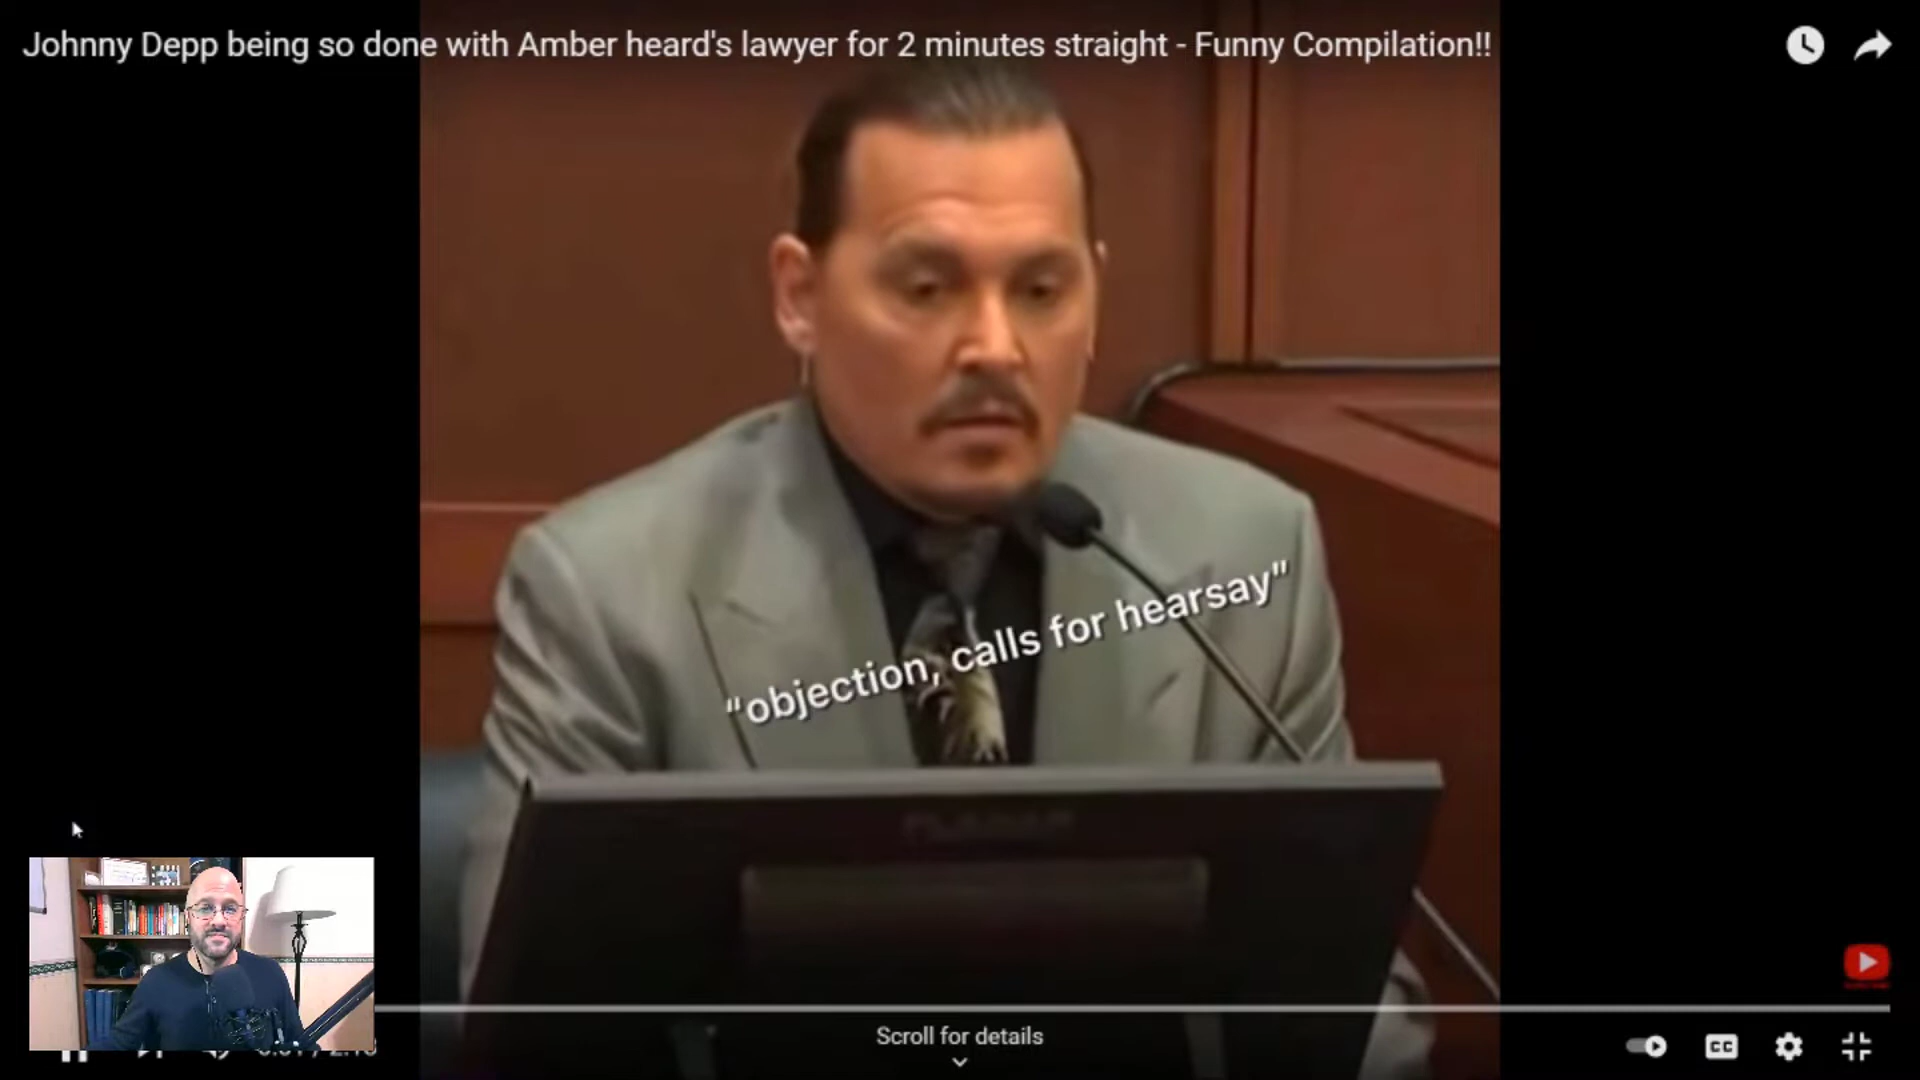 Johnny Depp being so done with Amber heard's lawyer for 2 minutes straight - Funny Compilation!!
"objection, calls for hearsay"
Scroll for details
CC